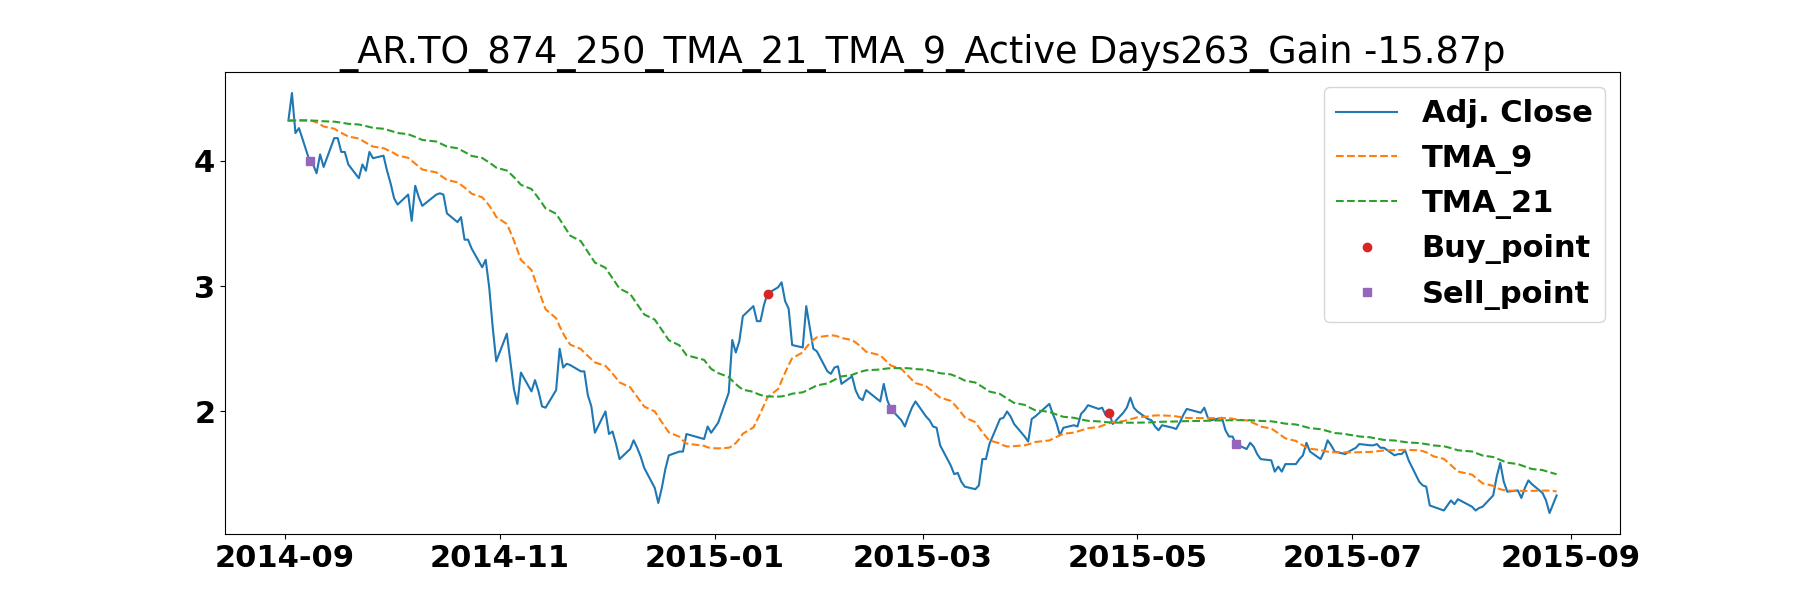 _AR.TO_874_250_TMA_21_TMA_9_Active Days263_Gain -15.87p
Adj. Close
TMA_9
TMA_21
Buy_point
Sell_point
4
3
2
2014-09 2014-11 2015-01 2015-03 2015-05 2015-07 2015-09